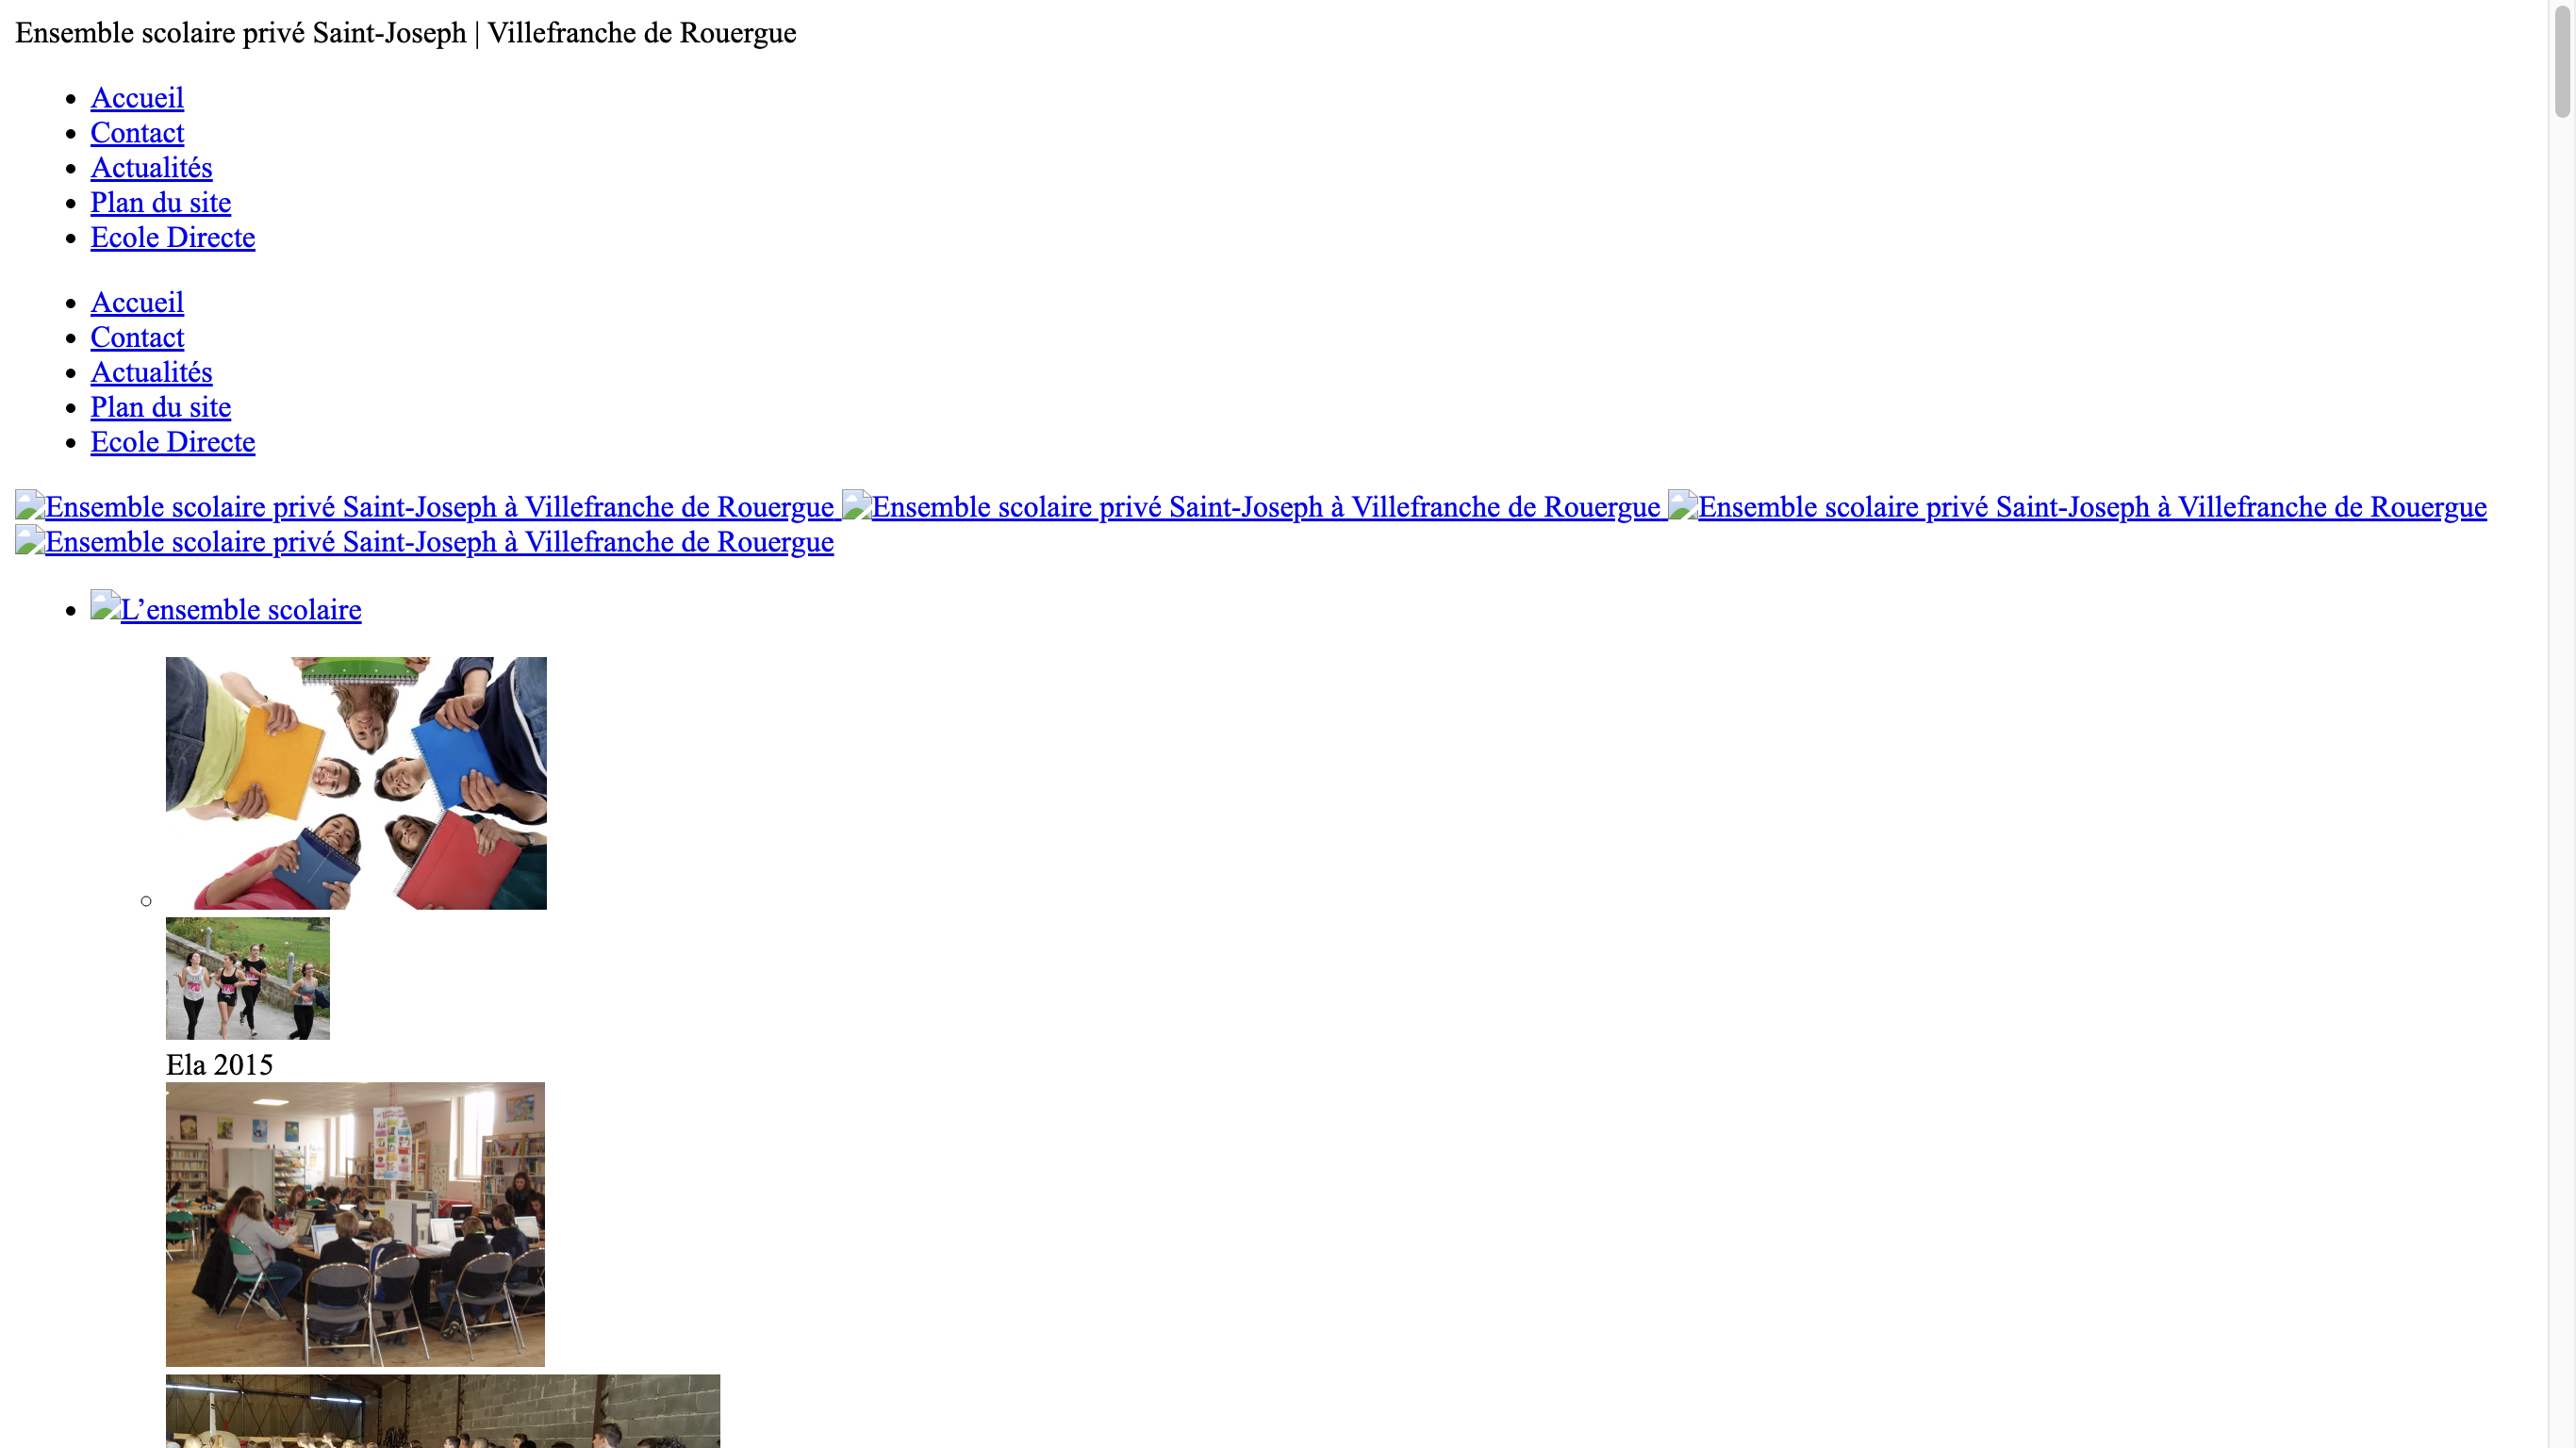 Ensemble scolaire privé Saint-Joseph | Villefranche de Rouergue
Accueil
Contact
Actualités
Plan du site
Ecole Directe
Accueil
Contact
Actualités
Plan du site
Ecole Directe
Ensemble scolaire privé Saint-Joseph à Villefranche de Rouergue Ensemble scolaire privé Saint-Joseph à Villefranche de Rouergue Ensemble scolaire privé Saint-Joseph à Villefranche de Rouergue
Ensemble scolaire privé Saint-Joseph à Villefranche de Rouergue
L’ensemble scolaire
Ela 2015